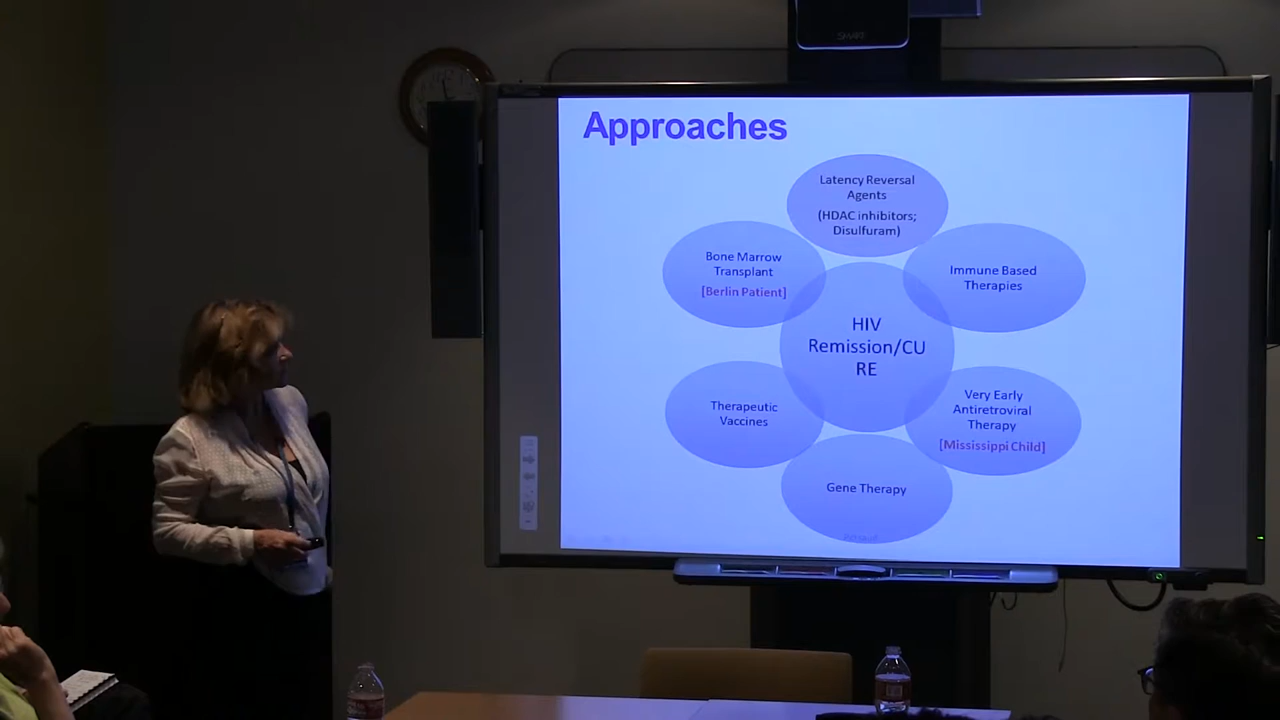 SMART
Approaches
Latency Reversal
Agents
(HDAC inhibitors;
Disulfuram)
Bone Marrow
Transplant
[Berlin Patient]
Immune Based
Therapies
HIV
Remission/CU
RE
Therapeutic
Vaccines
Very Early
Antiretroviral
Therapy
[Mississippi Child]
Gene Therapy